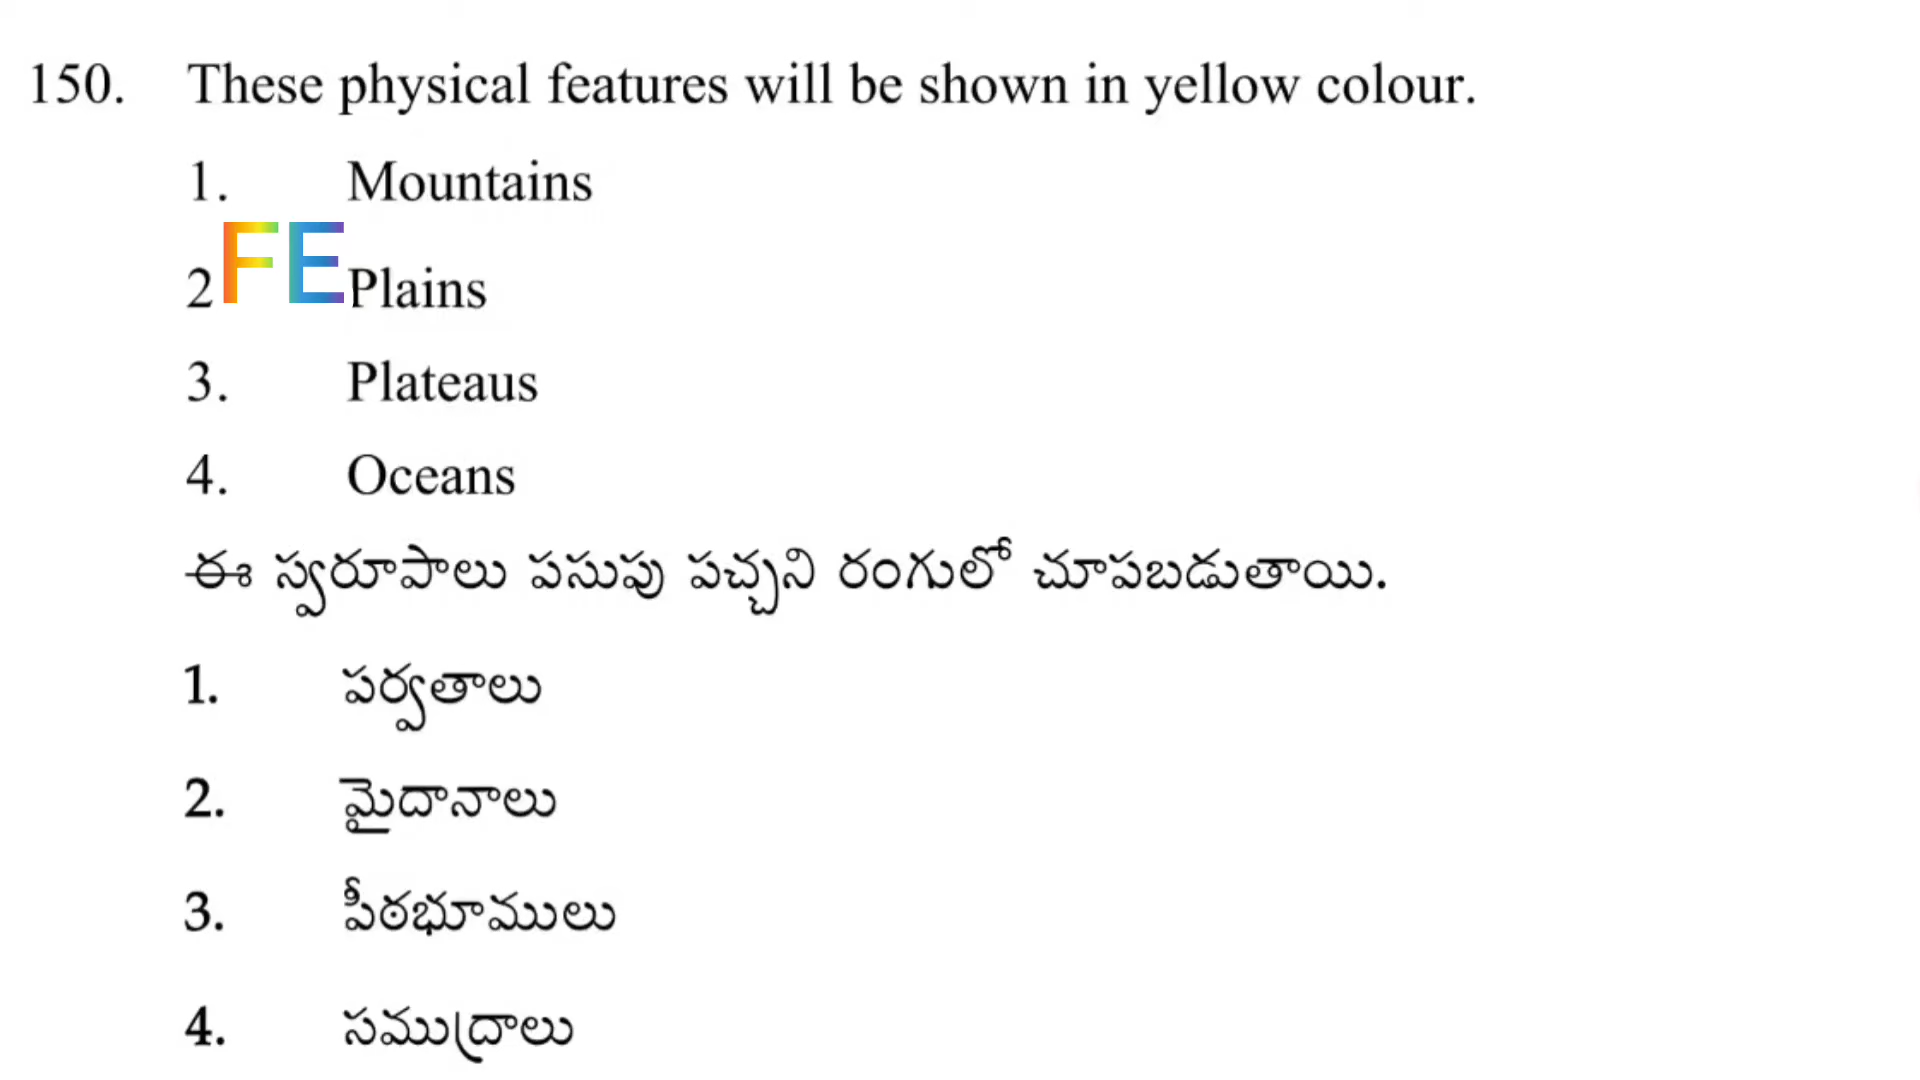 150. These physical features will be shown in yellow colour.
1. Mountains
2 FE Plains
3. Plateaus
4. Oceans
ఈ స్వరూపాలు పసుపు పచ్చని రంగులో చూపబడుతాయి.
1. పర్వతాలు
2. మైదానాలు
3. పీఠభూములు
4. సముద్రాలు